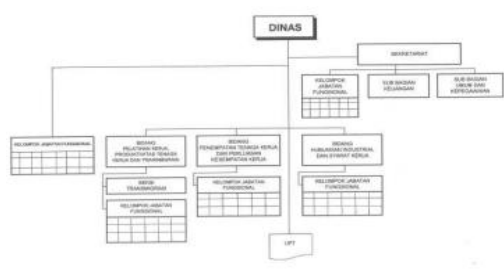 DINAS
SEKRETARIAT
KELOMPOK
JABATAN
FUNGSIONAL
SUB BAGIAN
KEUANGAN
SUB BAGIAN
UMUM DAN
KEPEGAWAIAN
KELOMPOK JABATAN FUNGSIONAL
BIDANG
PELATIHAN KERJA,
PRODUKTIVITAS TENAGA
KERJA DAN TRANSMIGRASI
BIDANG
PENEMPATAN TENAGA KERJA
DAN PERLUASAN
KESEMPATAN KERJA
BIDANG
HUBUNGAN INDUSTRIAL
DAN SYARAT KERJA
SEKSI
TRANSMIGRASI
KELOMPOK JABATAN
FUNGSIONAL
KELOMPOK JABATAN
FUNGSIONAL
KELOMPOK JABATAN
FUNGSIONAL
UPT